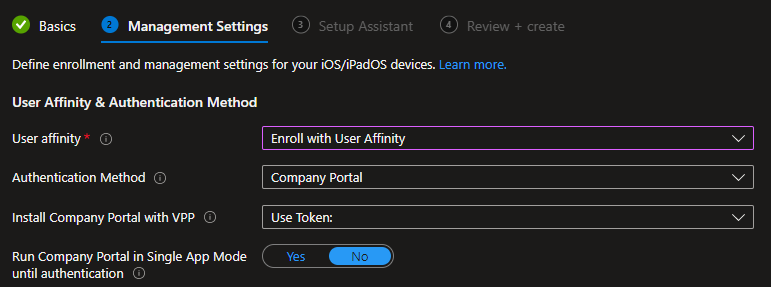 Basics 2 Management Settings 3 Setup Assistant 4 Review + create
Define enrollment and management settings for your iOS/iPadOS devices. Learn more.
User Affinity & Authentication Method
User affinity * Enroll with User Affinity
Authentication Method Company Portal
Install Company Portal with VPP Use Token:
Run Company Portal in Single App Mode Yes No
until authentication